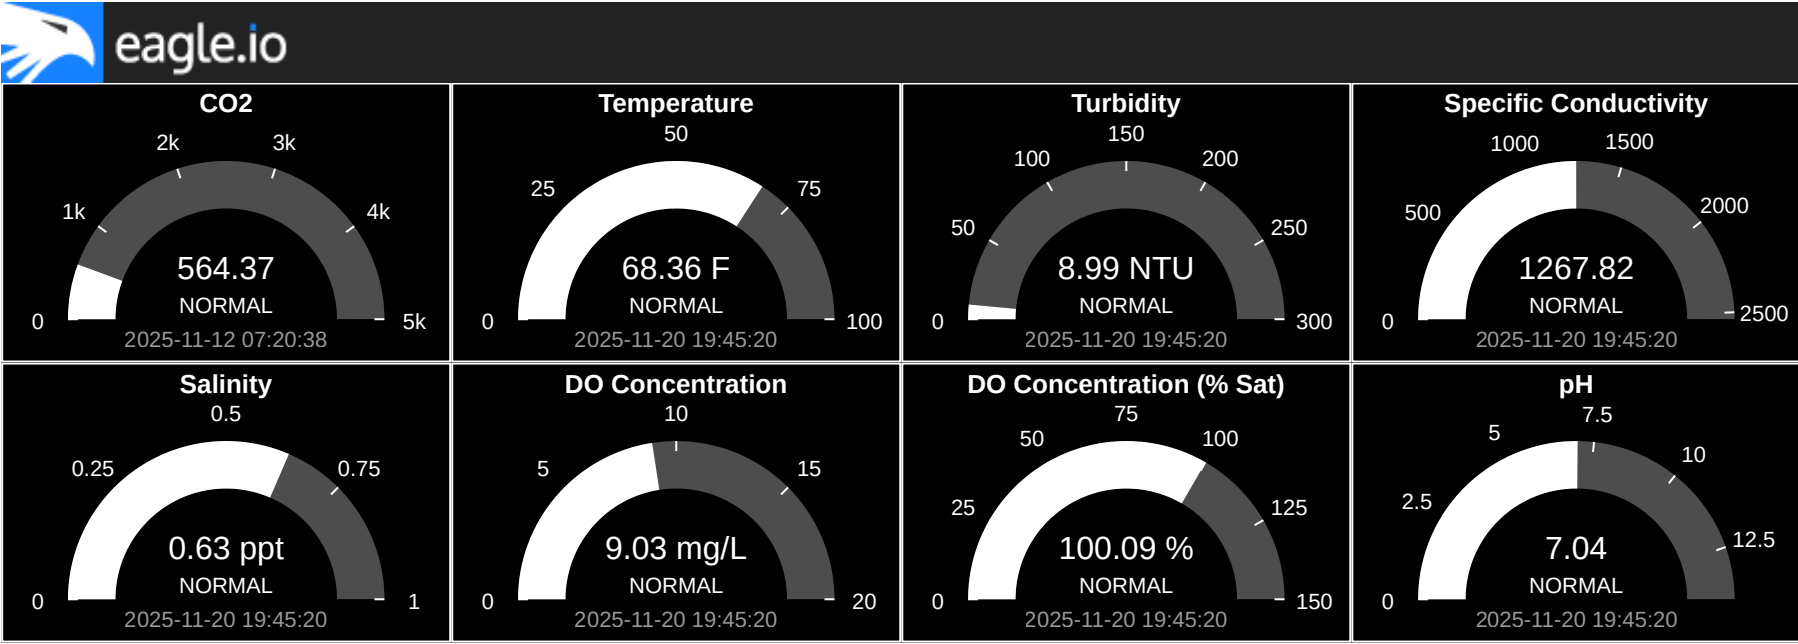 eagle.io
CO2
2k
3k
1k
4k
564.37
NORMAL
0
5k
2025-11-12 07:20:38
Temperature
50
25
75
68.36 F
NORMAL
0
100
2025-11-20 19:45:20
Turbidity
150
100
200
50
250
8.99 NTU
NORMAL
0
300
2025-11-20 19:45:20
Specific Conductivity
1000
1500
500
2000
1267.82
NORMAL
0
2500
2025-11-20 19:45:20
Salinity
0.5
0.25
0.75
0.63 ppt
NORMAL
0
1
2025-11-20 19:45:20
DO Concentration
10
5
15
9.03 mg/L
NORMAL
0
20
2025-11-20 19:45:20
DO Concentration (% Sat)
75
50
100
25
125
100.09 %
NORMAL
0
150
2025-11-20 19:45:20
pH
7.5
5
10
2.5
12.5
7.04
NORMAL
0
2025-11-20 19:45:20